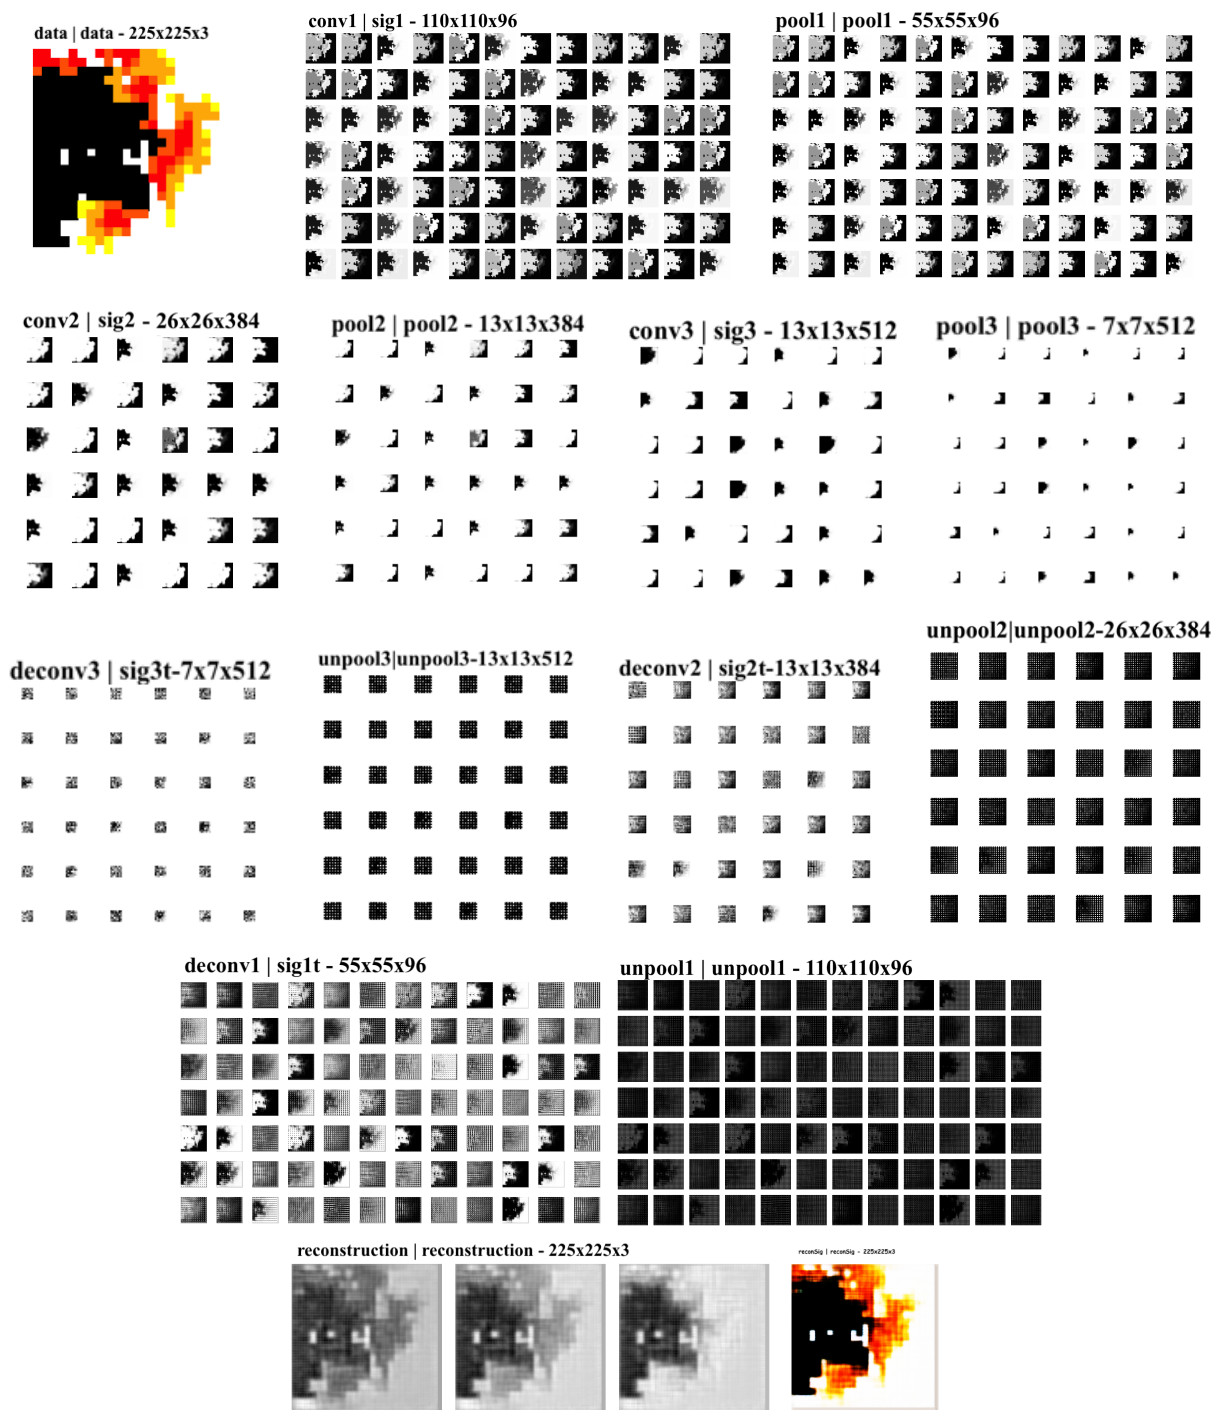 data | data - 225x225x3
conv1 | sig1 - 110x110x96
pool1 | pool1 - 55x55x96
conv2 | sig2 - 26x26x384
pool2 | pool2 - 13x13x384
conv3 | sig3 - 13x13x512
pool3 | pool3 - 7x7x512
deconv3 | sig3t-7x7x512
unpool3|unpool3-13x13x512
deconv2 | sig2t-13x13x384
unpool2|unpool2-26x26x384
deconv1 | sig1t - 55x55x96
unpool1 | unpool1 - 110x110x96
reconstruction | reconstruction - 225x225x3
reconSig | reconSig - 225x225x3